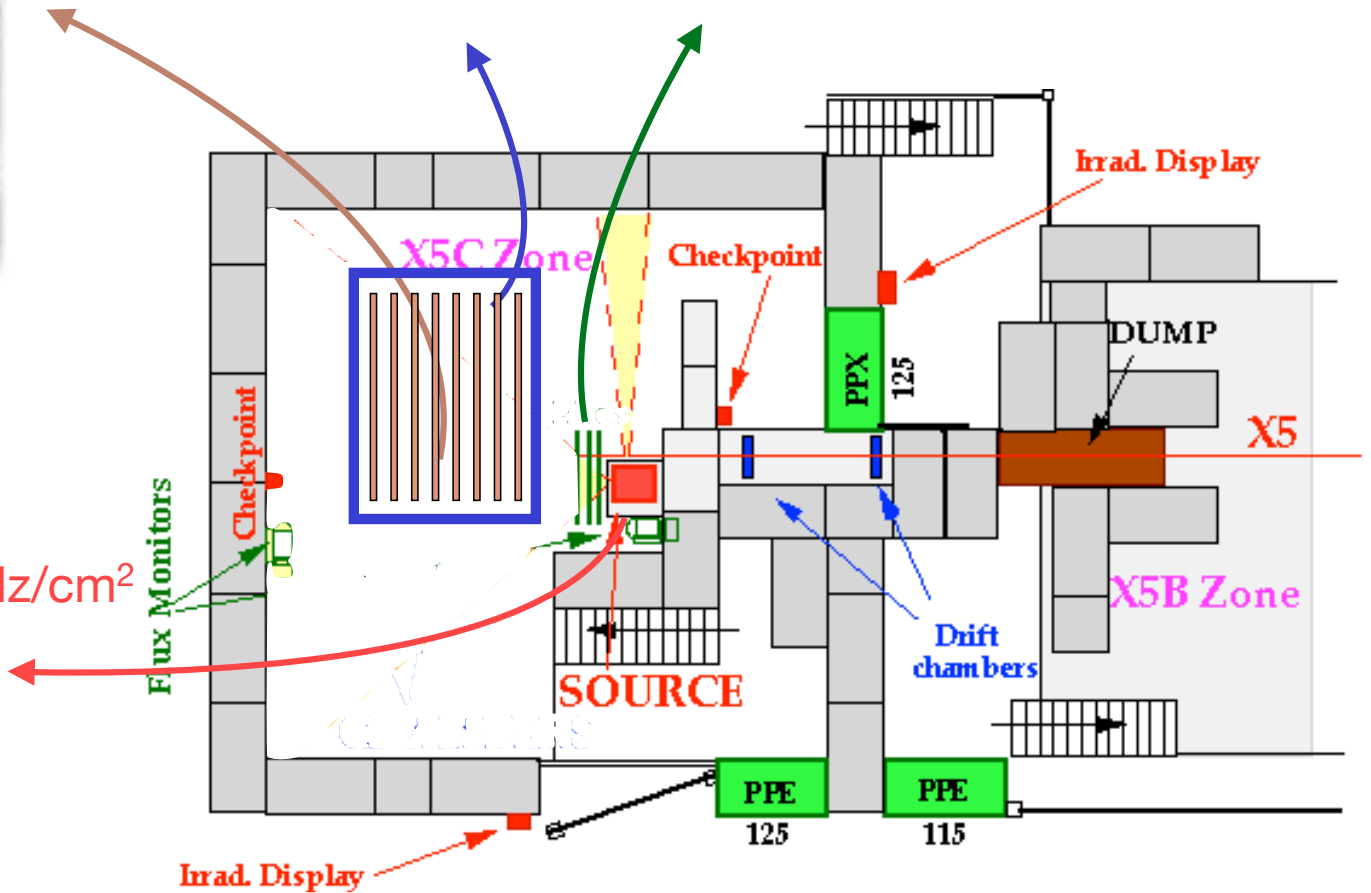 Irrad. Display
X5C Zone
Checkpoint
DUMP
PPX
125
X5
Checkpoint
Flux Monitors
lz/cm²
X5B Zone
Drift
chambers
SOURCE
PPE
PPE
125
115
Irrad. Display